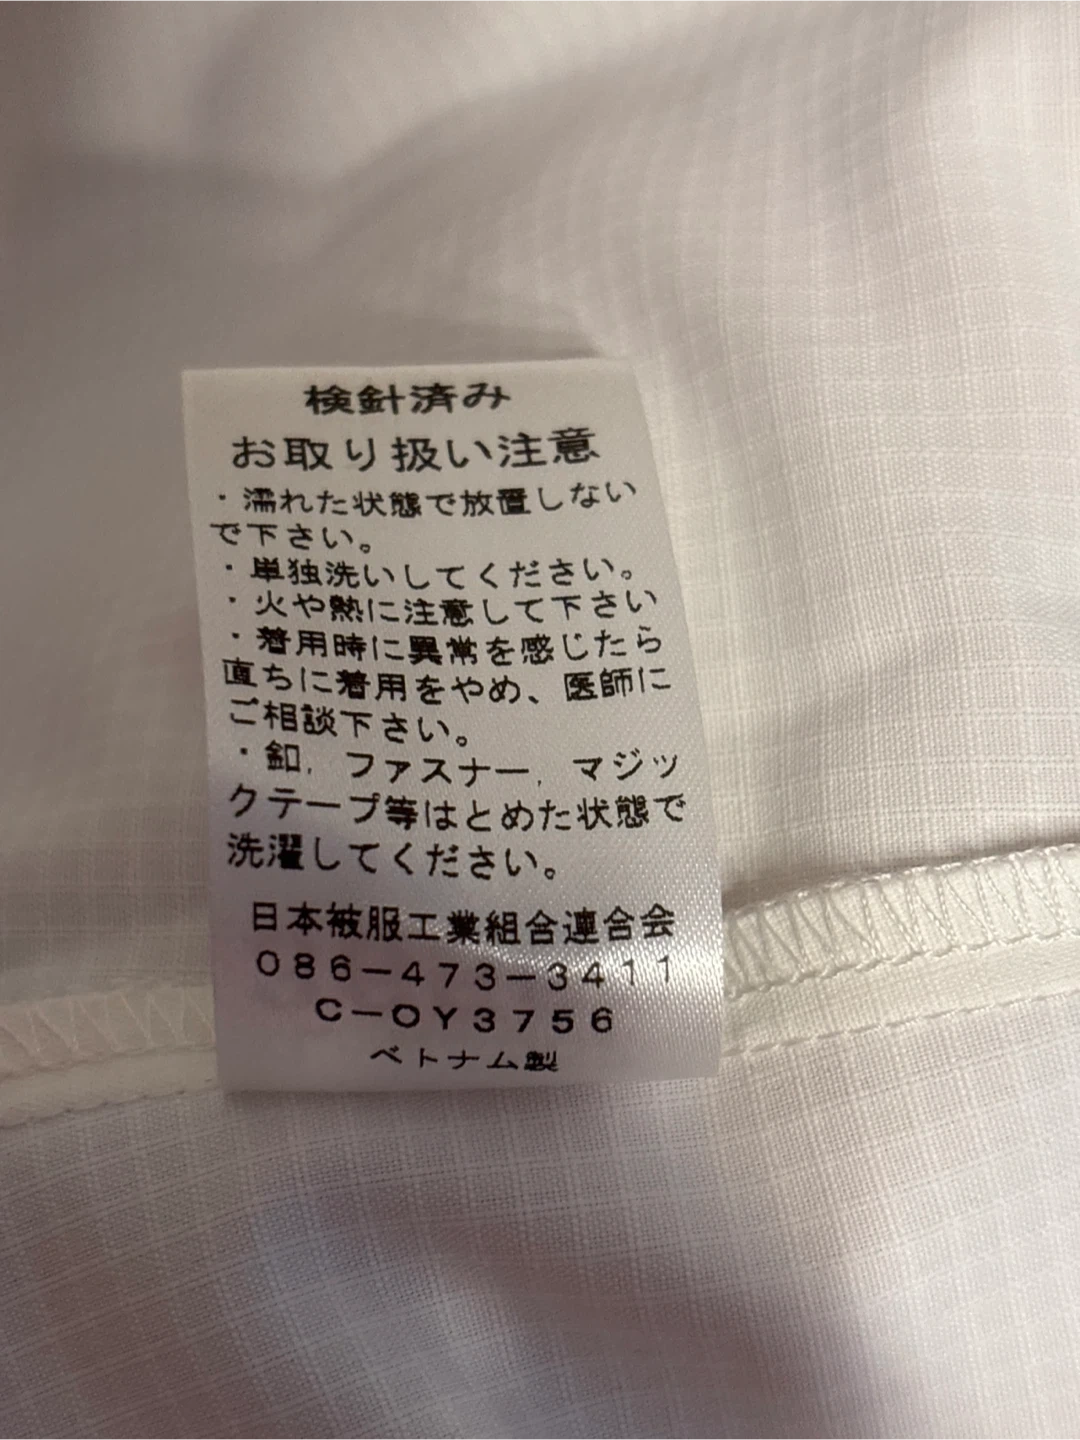 検針済み
お取り扱い注意
・濡れた状態で放置しない
で下さい。
・単独洗いしてください。
・火や熱に注意して下さい
・着用時に異常を感じたら
直ちに着用をやめ、医師に
ご相談下さい。
・釦，ファスナー，マジッ
クテープ等はとめた状態で
洗濯してください。
日本被服工業組合連合会
０８６－４７３－３４１１
Ｃ－ＯＹ３７５６
ベトナム製